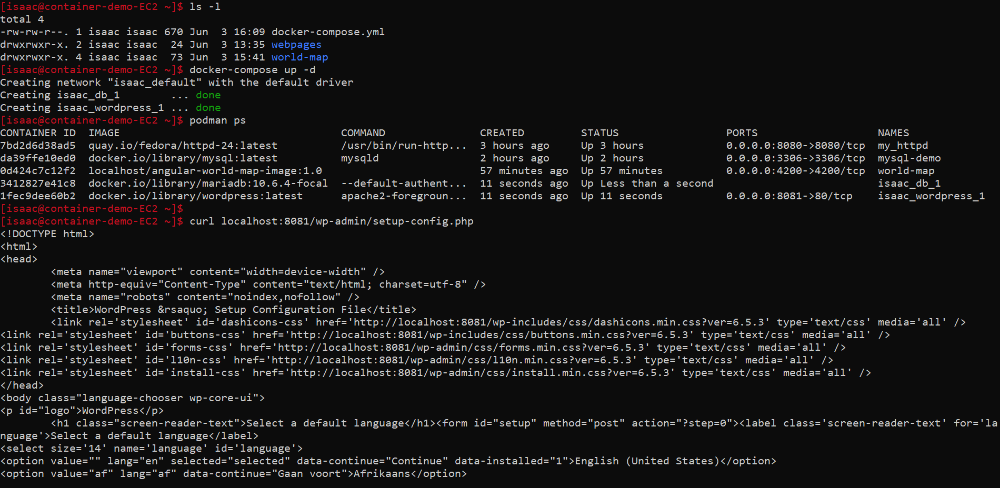 [isaac@container-demo-EC2 ~]$ ls -l
total 4
-rw-rw-r--. 1 isaac isaac 670 Jun  3 16:09 docker-compose.yml
drwxrwxr-x. 2 isaac isaac  24 Jun  3 13:35 webpages
drwxrwxr-x. 4 isaac isaac  73 Jun  3 15:41 world-map
[isaac@container-demo-EC2 ~]$ docker-compose up -d
Creating network "isaac_default" with the default driver
Creating isaac_db_1        ... done
Creating isaac_wordpress_1 ... done
[isaac@container-demo-EC2 ~]$ podman ps
CONTAINER ID  IMAGE                                   COMMAND               CREATED         STATUS                 PORTS                   NAMES
7bd2d6d38ad5  quay.io/fedora/httpd-24:latest          /usr/bin/run-http...  3 hours ago     Up 3 hours             0.0.0.0:8080->8080/tcp  my_httpd
da39ffe10ed0  docker.io/library/mysql:latest          mysqld                2 hours ago     Up 2 hours             0.0.0.0:3306->3306/tcp  mysql-demo
0d424c7c12f2  localhost/angular-world-map-image:1.0                         57 minutes ago  Up 57 minutes          0.0.0.0:4200->4200/tcp  world-map
3412827e41c8  docker.io/library/mariadb:10.6.4-focal  --default-authent...  11 seconds ago  Up Less than a second                          isaac_db_1
1fec9dee60b2  docker.io/library/wordpress:latest      apache2-foregroun...  11 seconds ago  Up 11 seconds          0.0.0.0:8081->80/tcp    isaac_wordpress_1
[isaac@container-demo-EC2 ~]$
[isaac@container-demo-EC2 ~]$ curl localhost:8081/wp-admin/setup-config.php
<!DOCTYPE html>
<html>
<head>
        <meta name="viewport" content="width=device-width" />
        <meta http-equiv="Content-Type" content="text/html; charset=utf-8" />
        <meta name="robots" content="noindex,nofollow" />
        <title>WordPress &rsaquo; Setup Configuration File</title>
        <link rel='stylesheet' id='dashicons-css' href='http://localhost:8081/wp-includes/css/dashicons.min.css?ver=6.5.3' type='text/css' media='all' />
<link rel='stylesheet' id='buttons-css' href='http://localhost:8081/wp-includes/css/buttons.min.css?ver=6.5.3' type='text/css' media='all' />
<link rel='stylesheet' id='forms-css' href='http://localhost:8081/wp-admin/css/forms.min.css?ver=6.5.3' type='text/css' media='all' />
<link rel='stylesheet' id='l10n-css' href='http://localhost:8081/wp-admin/css/l10n.min.css?ver=6.5.3' type='text/css' media='all' />
<link rel='stylesheet' id='install-css' href='http://localhost:8081/wp-admin/css/install.min.css?ver=6.5.3' type='text/css' media='all' />
</head>
<body class="language-chooser wp-core-ui">
<p id="logo">WordPress</p>
        <h1 class="screen-reader-text">Select a default language</h1><form id="setup" method="post" action="?step=0"><label class='screen-reader-text' for='la
nguage'>Select a default language</label>
<select size='14' name='language' id='language'>
<option value="" lang="en" selected="selected" data-continue="Continue" data-installed="1">English (United States)</option>
<option value="af" lang="af" data-continue="Gaan voort">Afrikaans</option>